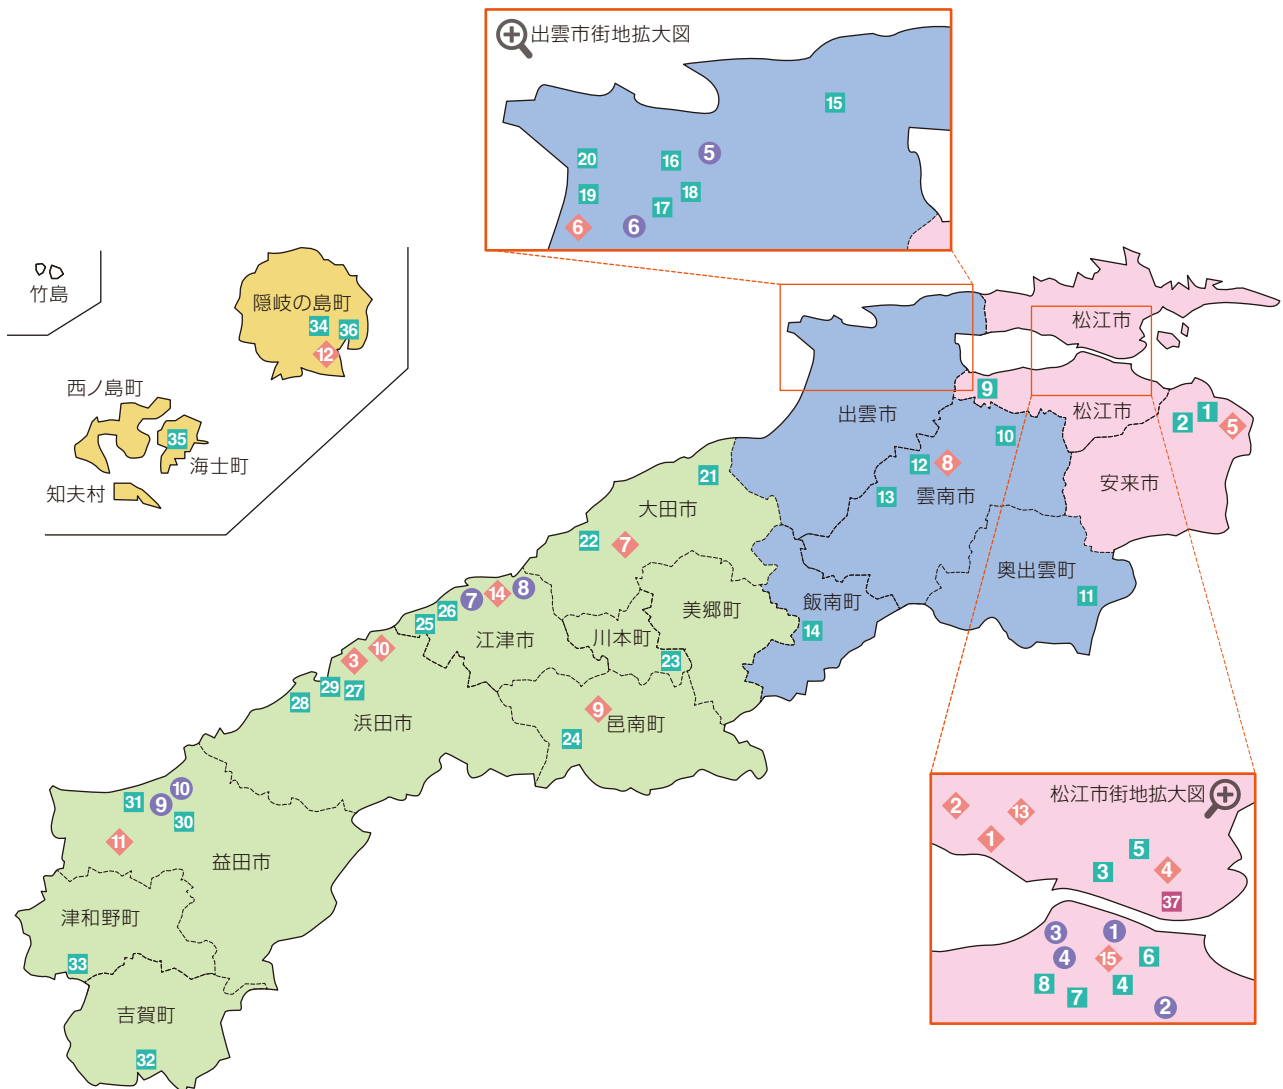 出雲市街地拡大図
15
20
16
5
19
18
17
6
6
竹島
隠岐の島町
34
36
12
西ノ島町
35
海士町
知夫村
松江市
9
松江市
2
1
5
出雲市
10
12
8
13
雲南市
安来市
21
大田市
22
7
奥出雲町
11
飯南町
14
美郷町
7
14
8
26
25
江津市
川本町
23
3
10
29
27
28
浜田市
9
邑南町
24
10
31
9
30
11
益田市
津和野町
33
吉賀町
32
松江市街地拡大図
2
13
1
5
3
4
37
3
1
4
15
6
8
7
4
2